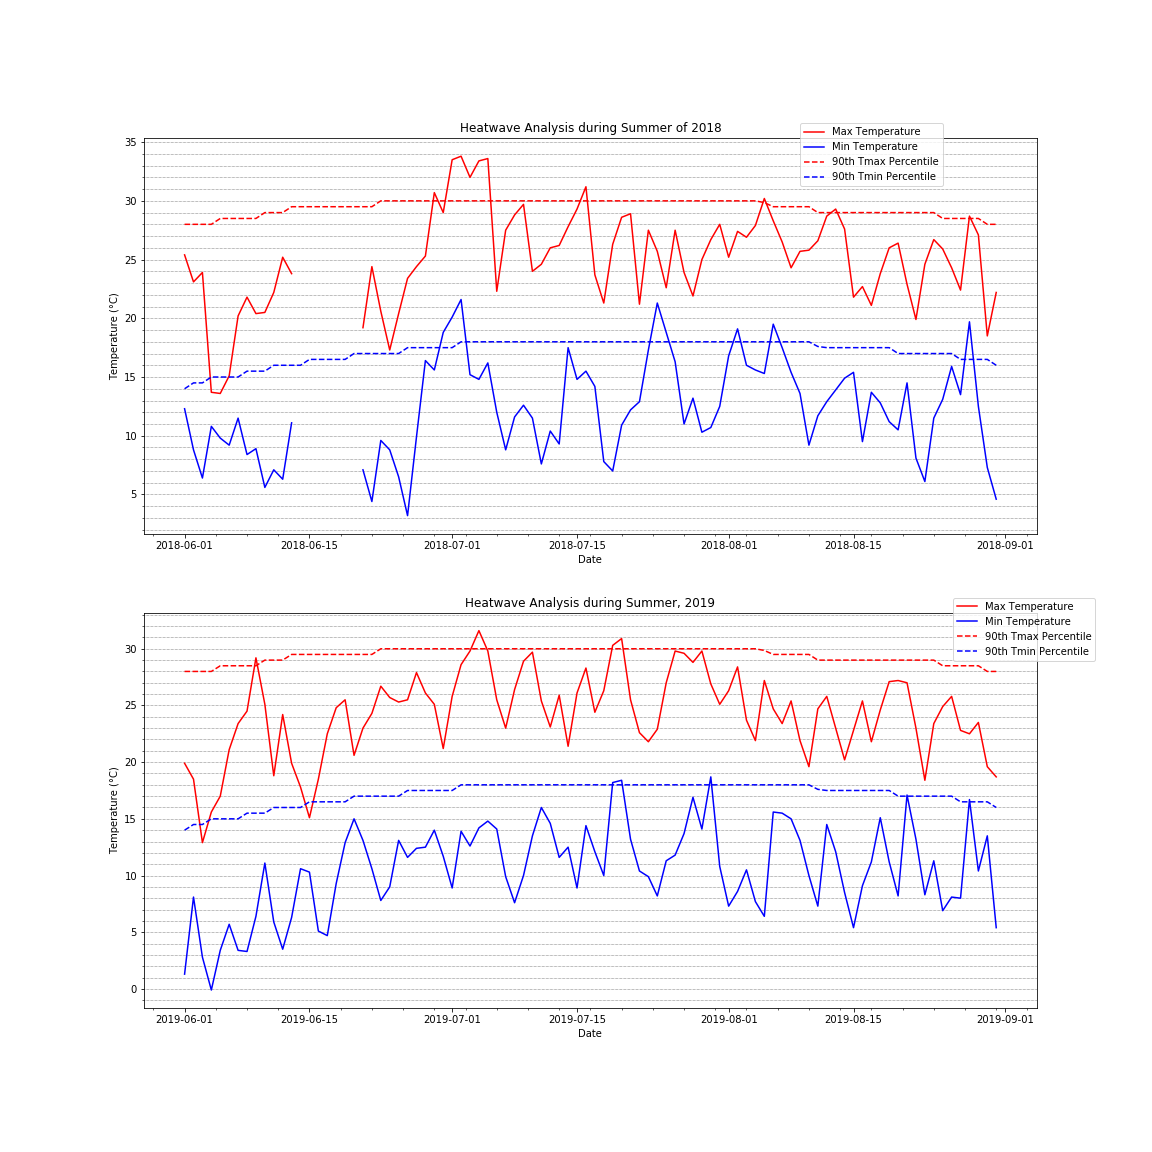 Heatwave Analysis during Summer of 2018
Max Temperature
Min Temperature
90th Tmax Percentile
90th Tmin Percentile
35
30
25
20
15
10
5
Temperature (°C)
2018-06-01 2018-06-15 2018-07-01 2018-07-15 2018-08-01 2018-08-15 2018-09-01
Date
Heatwave Analysis during Summer, 2019
Max Temperature
Min Temperature
90th Tmax Percentile
90th Tmin Percentile
30
25
20
15
10
5
0
Temperature (°C)
2019-06-01 2019-06-15 2019-07-01 2019-07-15 2019-08-01 2019-08-15 2019-09-01
Date